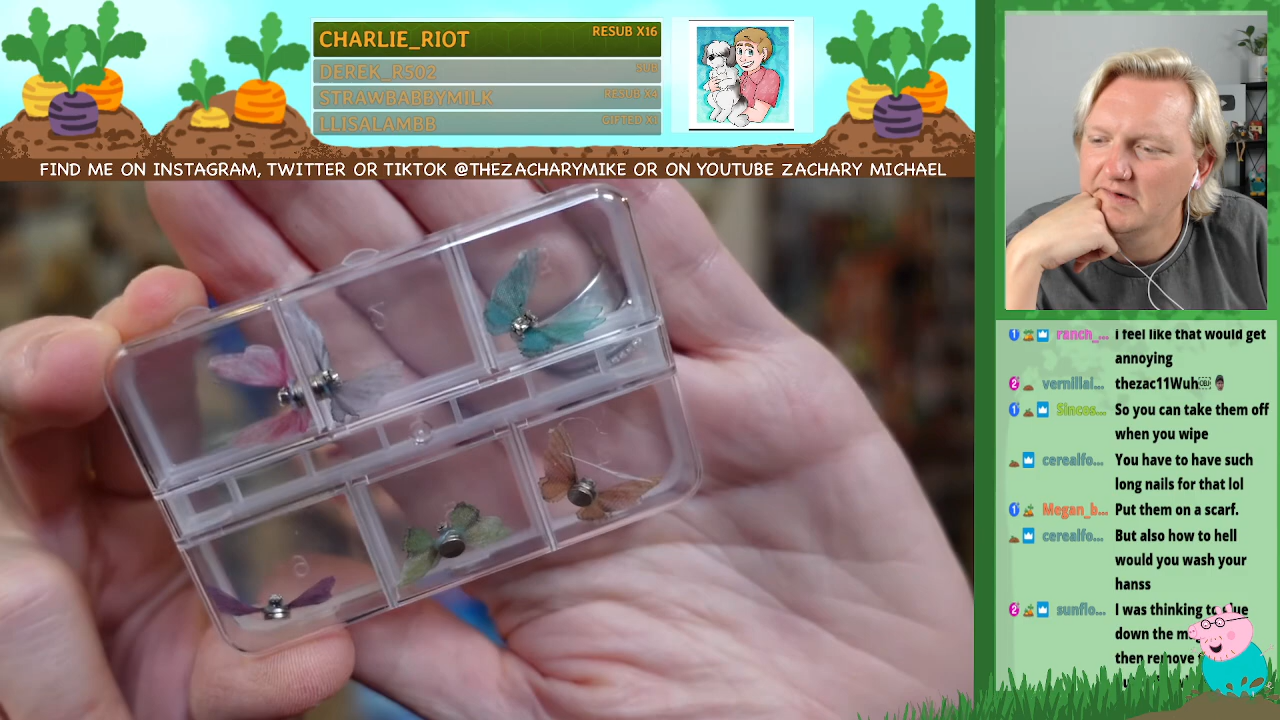 CHARLIE_RIOT
RESUB X16
DEREK_RS02
SUB
STRAWBABBYMILK
RESUB X4
LLISALAMBB
GIFTED X1
FIND ME ON INSTAGRAM, TWITTER OR TIKTOK @THEZACHARYMIKE OR ON YOUTUBE ZACHARY MICHAEL
ranch_... i feel like that would get
annoying
vernillai... thezac11Wuh
Sincos... So you can take them off
when you wipe
cerealfo... You have to have such
long nails for that lol
Megan_b... Put them on a scarf.
cerealfo... But also how to hell
would you wash your
hanss
sunflo... I was thinking to
down the
then remove